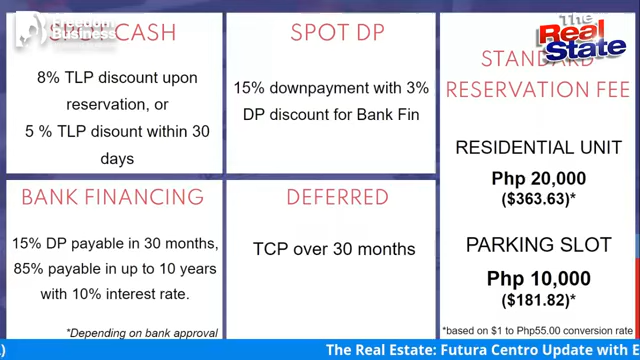 Freedom
Business
The
Real
State
SPOT CASH
8% TLP discount upon
reservation, or
5 % TLP disount within 30
days
SPOT DP
15% downpayment with 3%
DP discount for Bank Fin
STANDARD
RESERVATION FEE
RESIDENTIAL UNIT
Php 20,000
($363.63)*
PARKING SLOT
Php 10,000
($181.82)*
*based on $1 to Php55.00 conversion rate
BANK FINANCING
15% DP payable in 30 months,
85% payable in up to 10 years
with 10% interest rate.
*Depending on bank approval
DEFERRED
TCP over 30 months
The Real Estate: Futura Centro Update with E